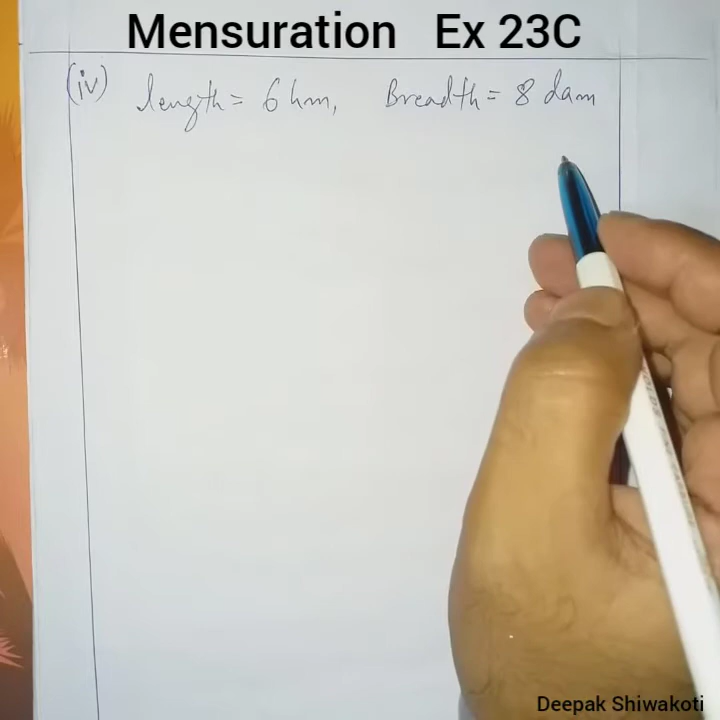 Mensuration Ex 23C
(iv) length = 6 hm, Breadth = 8 dam
Deepak Shiwakoti